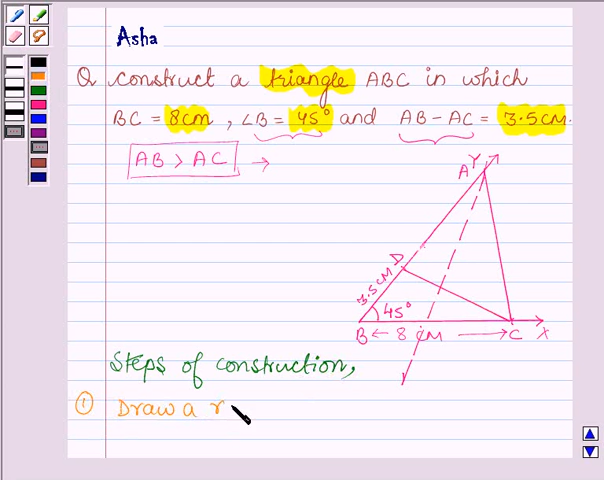 Asha
Q construct a triangle ABC in which
BC = 8cm, ∠B = 45° and AB - AC = 3.5cm.
AB > AC →
A Y
D
3.5cM
45°
B ← 8 cM → C X
Steps of construction,
① Draw a r